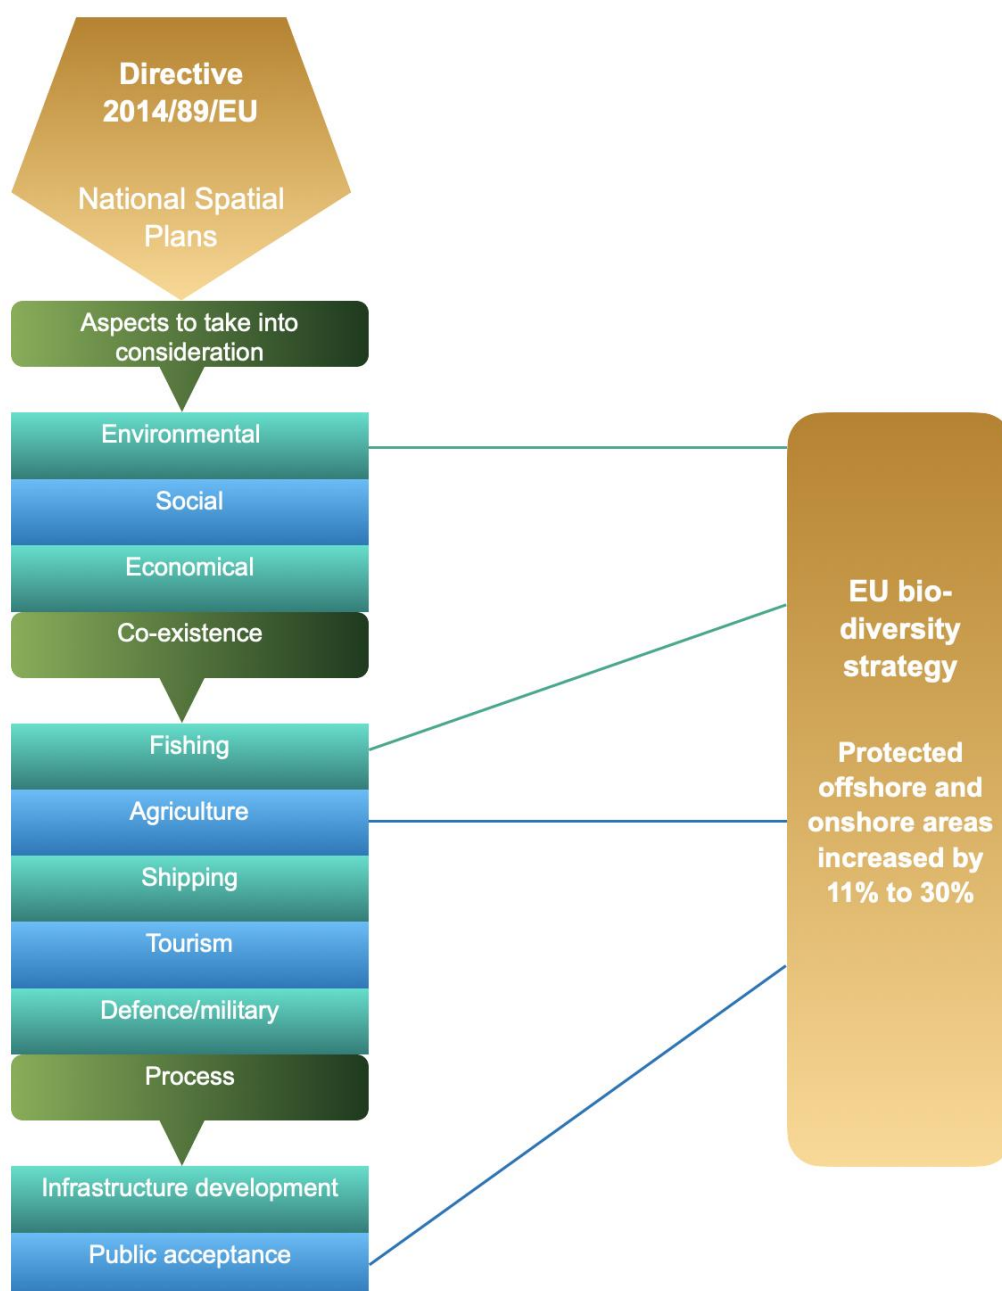 Directive
2014/89/EU
National Spatial
Plans
Aspects to take into
consideration
Environmental
Social
Economical
Co-existence
Fishing
Agriculture
Shipping
Tourism
Defence/military
Process
Infrastructure development
Public acceptance
EU bio-
diversity
strategy
Protected
offshore and
onshore areas
increased by
11% to 30%